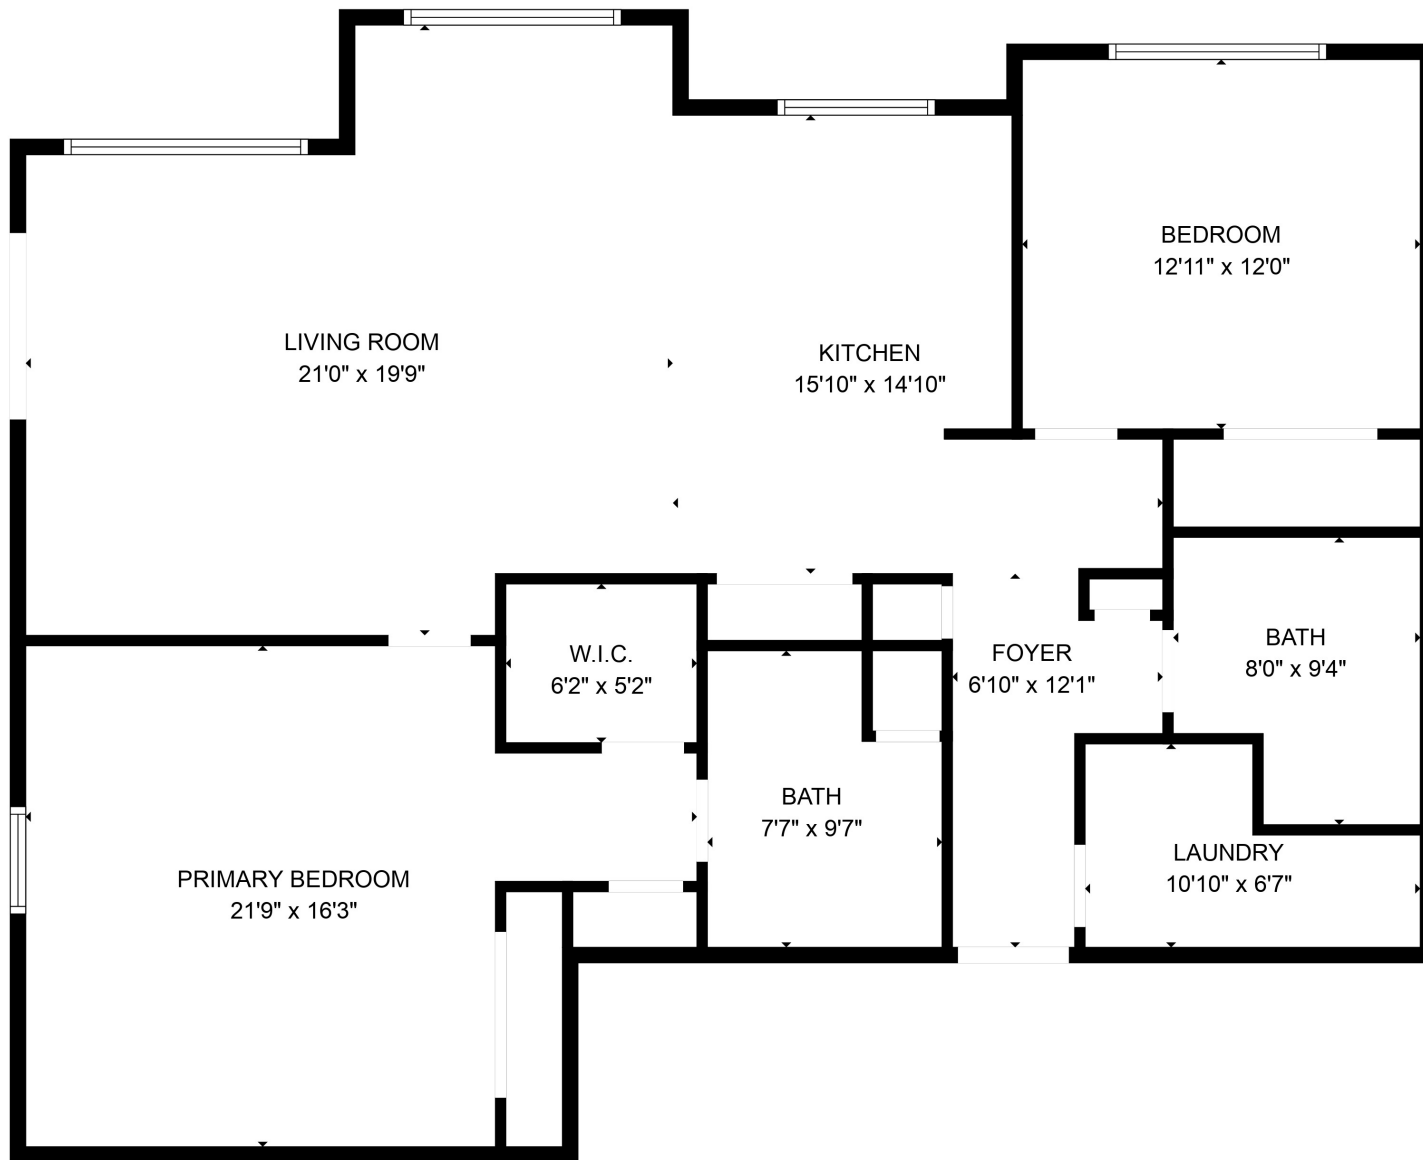 BEDROOM
12'11" x 12'0"
LIVING ROOM
21'0" x 19'9"
KITCHEN
15'10" x 14'10"
W.I.C.
6'2" x 5'2"
FOYER
6'10" x 12'1"
BATH
8'0" x 9'4"
BATH
7'7" x 9'7"
LAUNDRY
10'10" x 6'7"
PRIMARY BEDROOM
21'9" x 16'3"